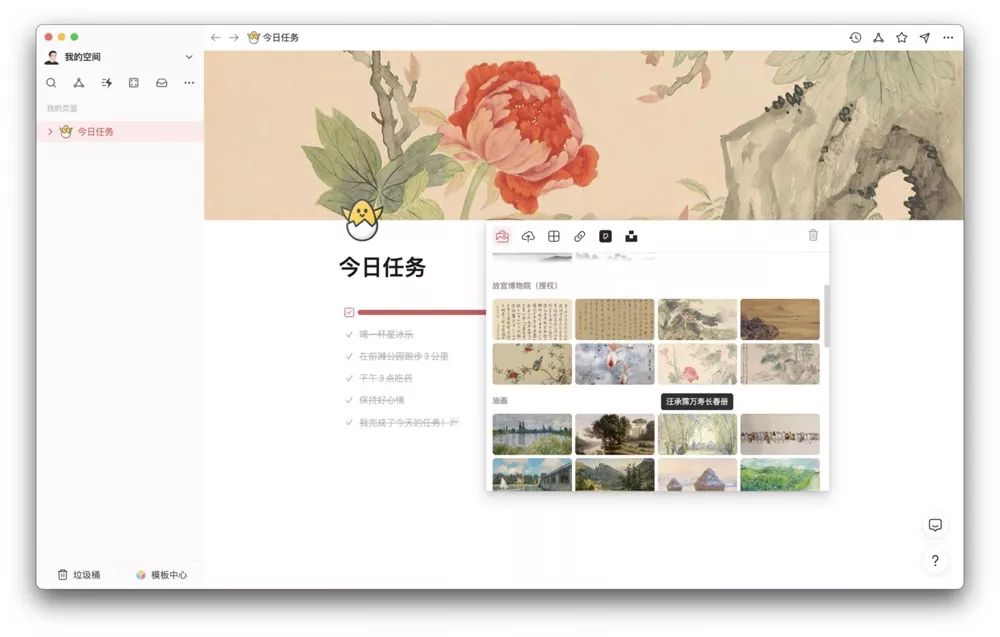 今日任务
我的空间
我的页面
今日任务
今日任务
喝一杯星冰乐
在前滩公园跑步 3 公里
下午 3 点吃药
保持好心情
我完成了今天的任务！
故宫博物院（授权）
油画
汪承霈万寿长春册
垃圾桶
模板中心
?